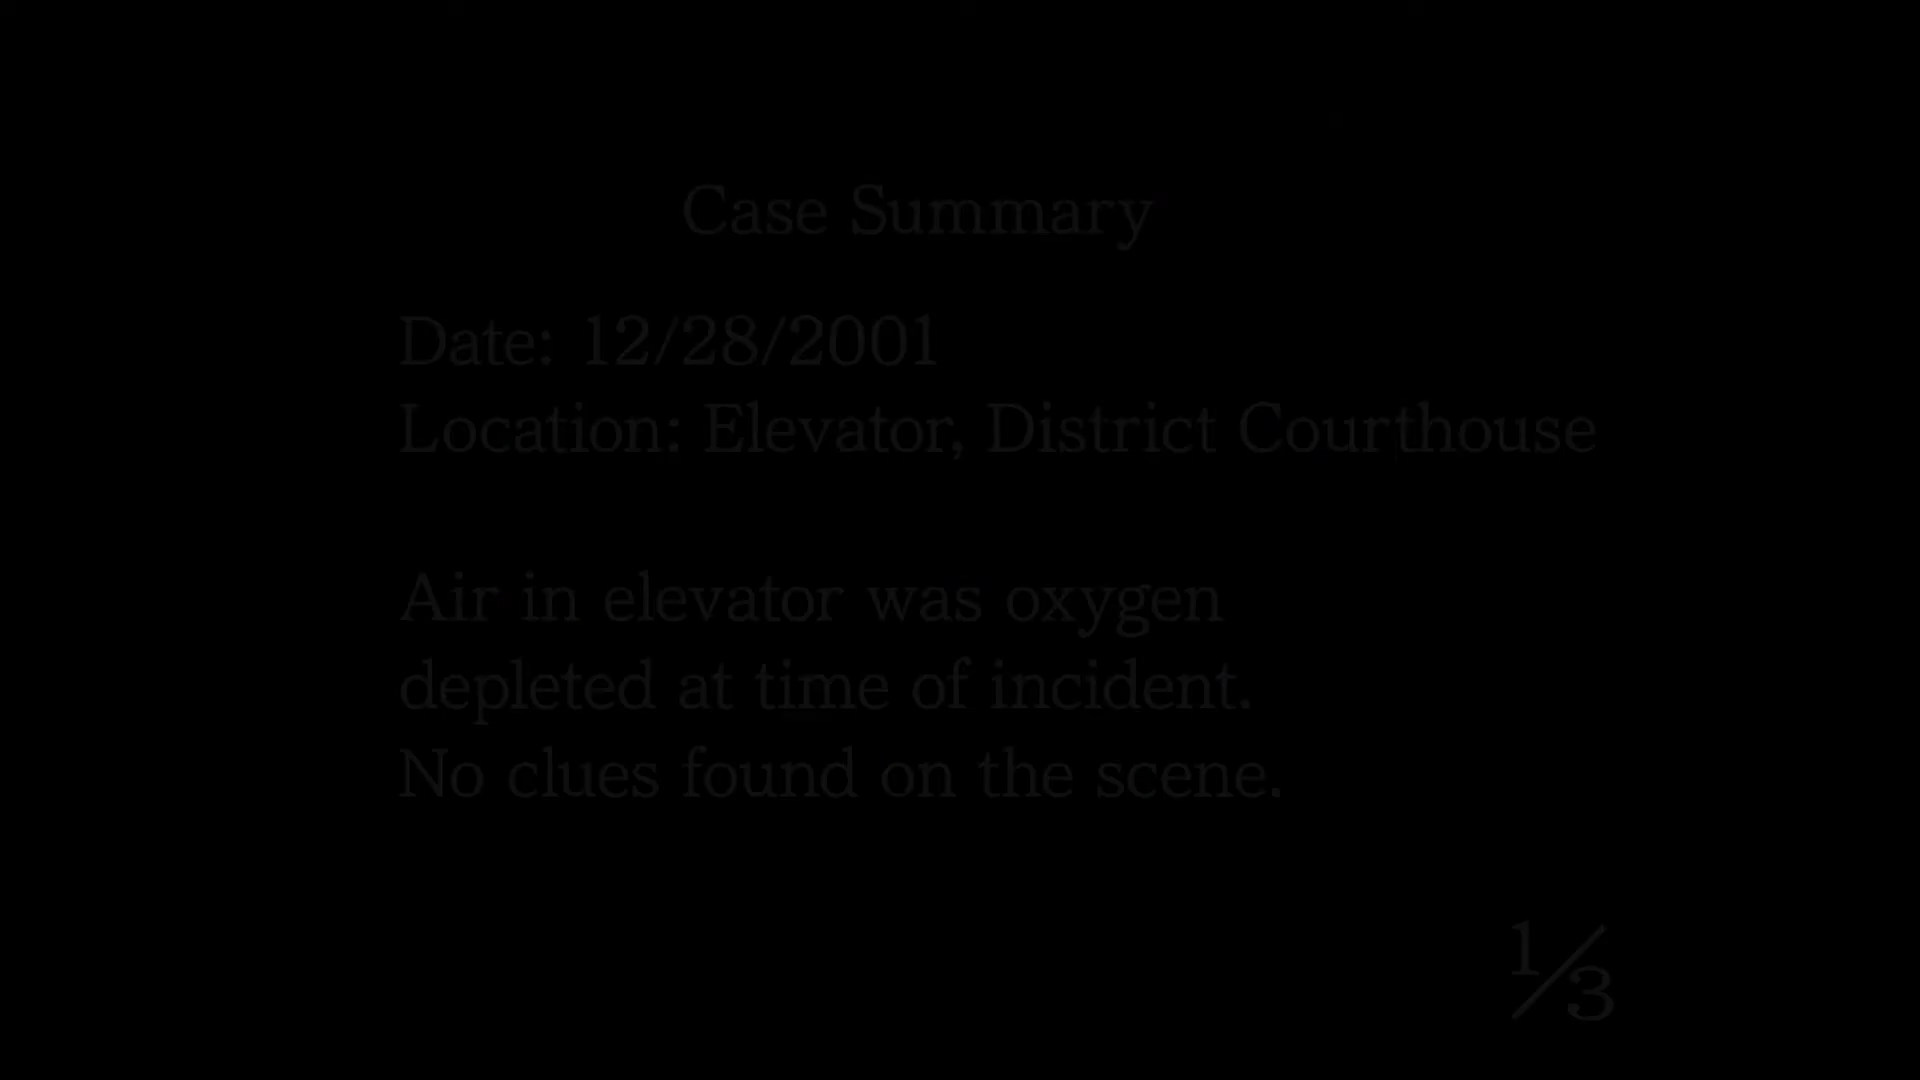 Case Summary
Date: 12/28/2001
Location: Elevator, District Courthouse
Air in elevator was oxygen
depleted at time of incident.
No clues found on the scene.
1/3